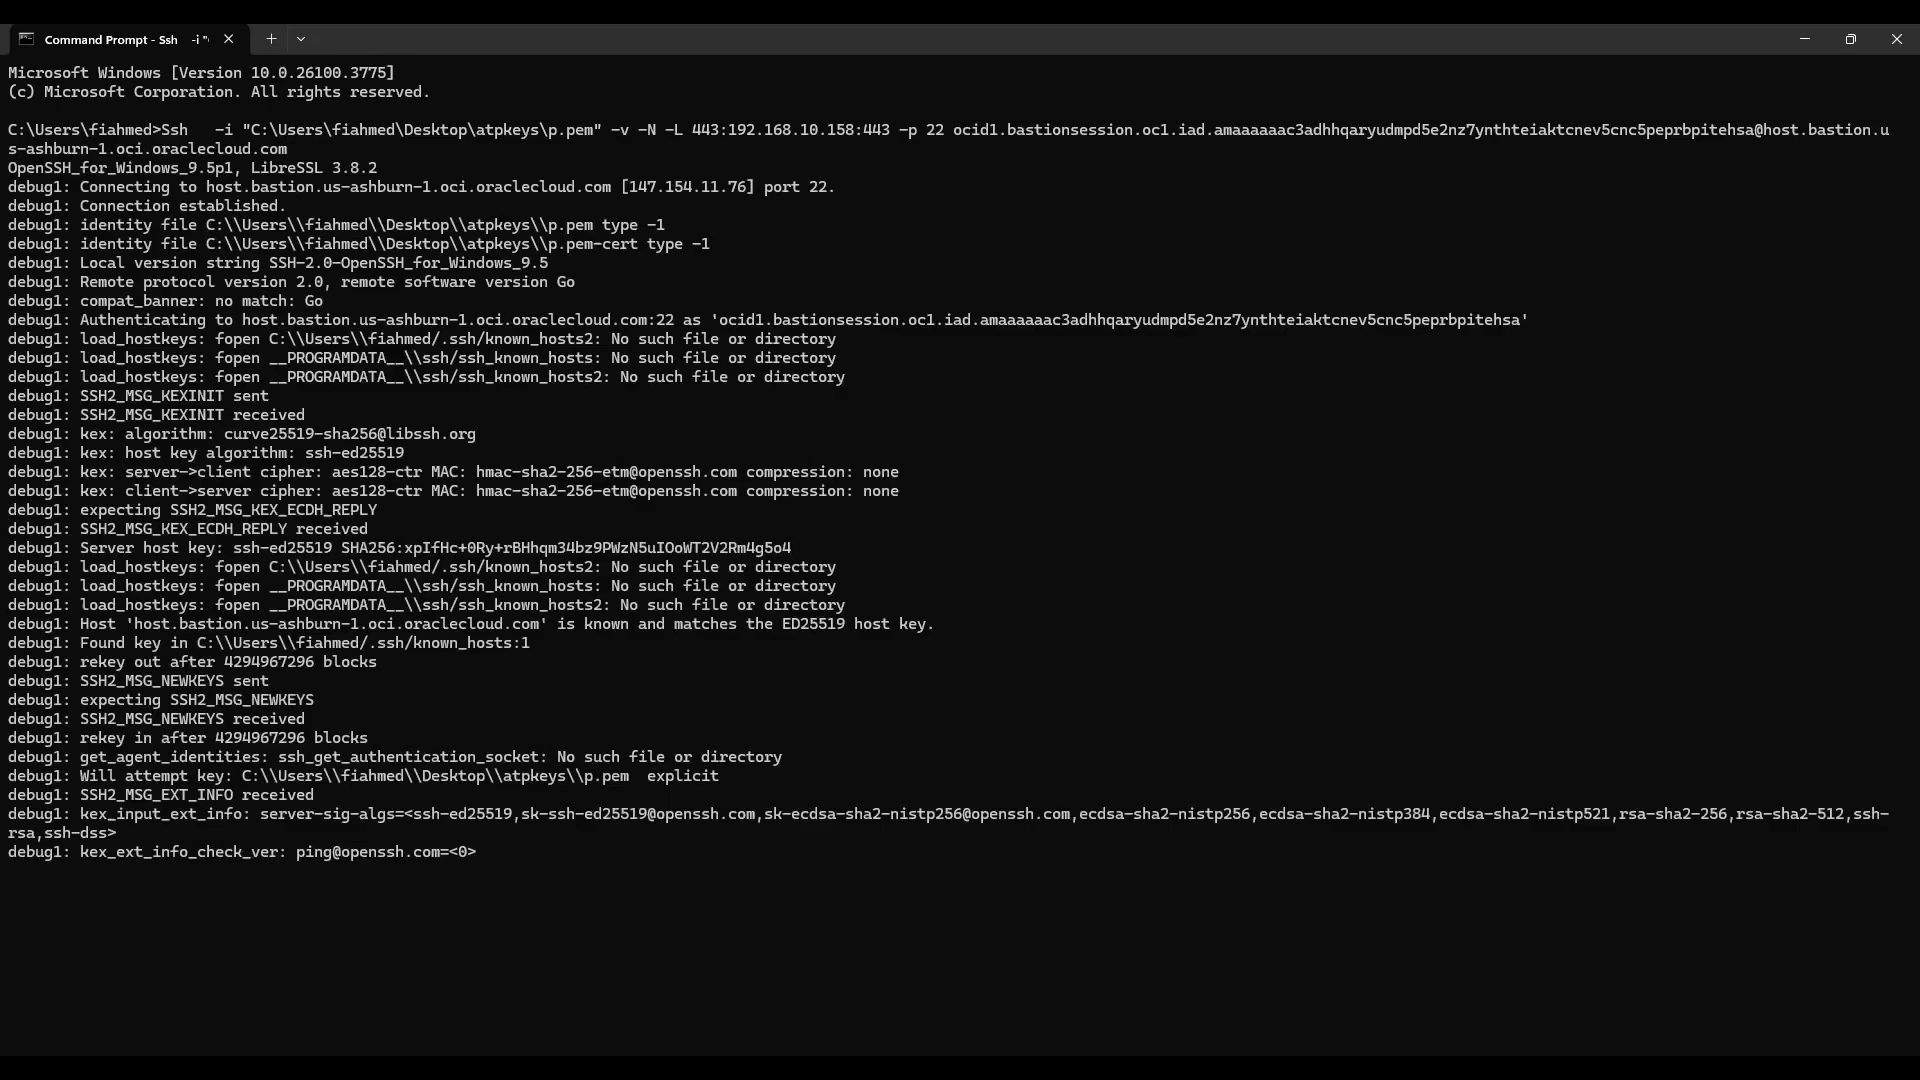 Command Prompt - Ssh -i "
Microsoft Windows [Version 10.0.26100.3775]
(c) Microsoft Corporation. All rights reserved.
C:\Users\fiahmed>Ssh   -i "C:\Users\fiahmed\Desktop\atpkeys\p.pem" -v -N -L 443:192.168.10.158:443 -p 22 ocid1.bastionsession.oc1.iad.amaaaaaac3adhhqaryudmpd5e2nz7ynthteiaktcnev5cnc5peprbpitehsa@host.bastion.u
s-ashburn-1.oci.oraclecloud.com
OpenSSH_for_Windows_9.5p1, LibreSSL 3.8.2
debug1: Connecting to host.bastion.us-ashburn-1.oci.oraclecloud.com [147.154.11.76] port 22.
debug1: Connection established.
debug1: identity file C:\\Users\\fiahmed\\Desktop\\atpkeys\\p.pem type -1
debug1: identity file C:\\Users\\fiahmed\\Desktop\\atpkeys\\p.pem-cert type -1
debug1: Local version string SSH-2.0-OpenSSH_for_Windows_9.5
debug1: Remote protocol version 2.0, remote software version Go
debug1: compat_banner: no match: Go
debug1: Authenticating to host.bastion.us-ashburn-1.oci.oraclecloud.com:22 as 'ocid1.bastionsession.oc1.iad.amaaaaaac3adhhqaryudmpd5e2nz7ynthteiaktcnev5cnc5peprbpitehsa'
debug1: load_hostkeys: fopen C:\\Users\\fiahmed/.ssh/known_hosts2: No such file or directory
debug1: load_hostkeys: fopen __PROGRAMDATA__\\ssh/ssh_known_hosts: No such file or directory
debug1: load_hostkeys: fopen __PROGRAMDATA__\\ssh/ssh_known_hosts2: No such file or directory
debug1: SSH2_MSG_KEXINIT sent
debug1: SSH2_MSG_KEXINIT received
debug1: kex: algorithm: curve25519-sha256@libssh.org
debug1: kex: host key algorithm: ssh-ed25519
debug1: kex: server->client cipher: aes128-ctr MAC: hmac-sha2-256-etm@openssh.com compression: none
debug1: kex: client->server cipher: aes128-ctr MAC: hmac-sha2-256-etm@openssh.com compression: none
debug1: expecting SSH2_MSG_KEX_ECDH_REPLY
debug1: SSH2_MSG_KEX_ECDH_REPLY received
debug1: Server host key: ssh-ed25519 SHA256:xpIfHc+0Ry+rBHhqm34bz9PWzN5uIOoWT2V2Rm4g5o4
debug1: load_hostkeys: fopen C:\\Users\\fiahmed/.ssh/known_hosts2: No such file or directory
debug1: load_hostkeys: fopen __PROGRAMDATA__\\ssh/ssh_known_hosts: No such file or directory
debug1: load_hostkeys: fopen __PROGRAMDATA__\\ssh/ssh_known_hosts2: No such file or directory
debug1: Host 'host.bastion.us-ashburn-1.oci.oraclecloud.com' is known and matches the ED25519 host key.
debug1: Found key in C:\\Users\\fiahmed/.ssh/known_hosts:1
debug1: rekey out after 4294967296 blocks
debug1: SSH2_MSG_NEWKEYS sent
debug1: expecting SSH2_MSG_NEWKEYS
debug1: SSH2_MSG_NEWKEYS received
debug1: rekey in after 4294967296 blocks
debug1: get_agent_identities: ssh_get_authentication_socket: No such file or directory
debug1: Will attempt key: C:\\Users\\fiahmed\\Desktop\\atpkeys\\p.pem  explicit
debug1: SSH2_MSG_EXT_INFO received
debug1: kex_input_ext_info: server-sig-algs=<ssh-ed25519,sk-ssh-ed25519@openssh.com,sk-ecdsa-sha2-nistp256@openssh.com,ecdsa-sha2-nistp256,ecdsa-sha2-nistp384,ecdsa-sha2-nistp521,rsa-sha2-256,rsa-sha2-512,ssh-
rsa,ssh-dss>
debug1: kex_ext_info_check_ver: ping@openssh.com=<0>